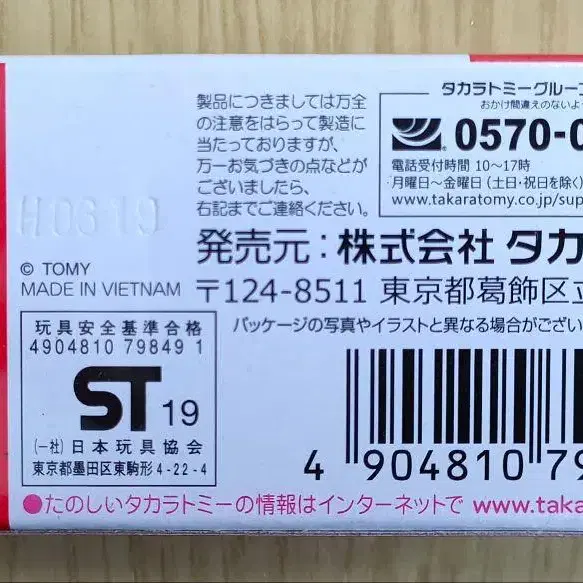 タカラトミーグループ
おかけ間違えのないよ
0570-0
電話受付時間 10〜17時
月曜日〜金曜日(土日・祝日を除く)
www.takaratomy.co.jp/sup
製品につきましては万全
の注意をはらって製造に
当たっておりますが、
万一お気づきの点などが
ございましたら、
右記までご連絡ください。
H0619
発売元:株式会社 タカ
© TOMY
MADE IN VIETNAM
〒124-8511 東京都葛飾区立
パッケージの写真やイラストと異なる場合がござい
玩具安全基準合格
4904810 79849 1
ST 19
(一社)日本玩具協会
東京都墨田区東駒形4-22-4
4 904810 79
●たのしいタカラトミーの情報はインターネットで www.taka